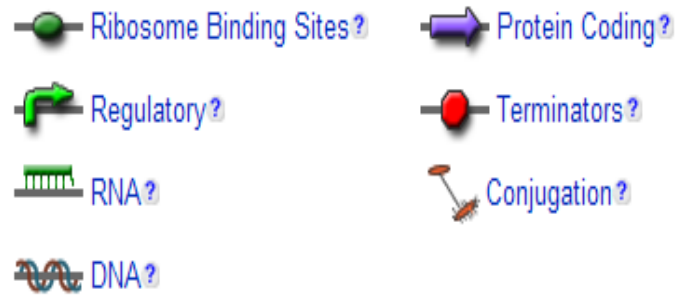 Ribosome Binding Sites ?
Protein Coding ?
Regulatory ?
Terminators ?
RNA ?
Conjugation ?
DNA ?